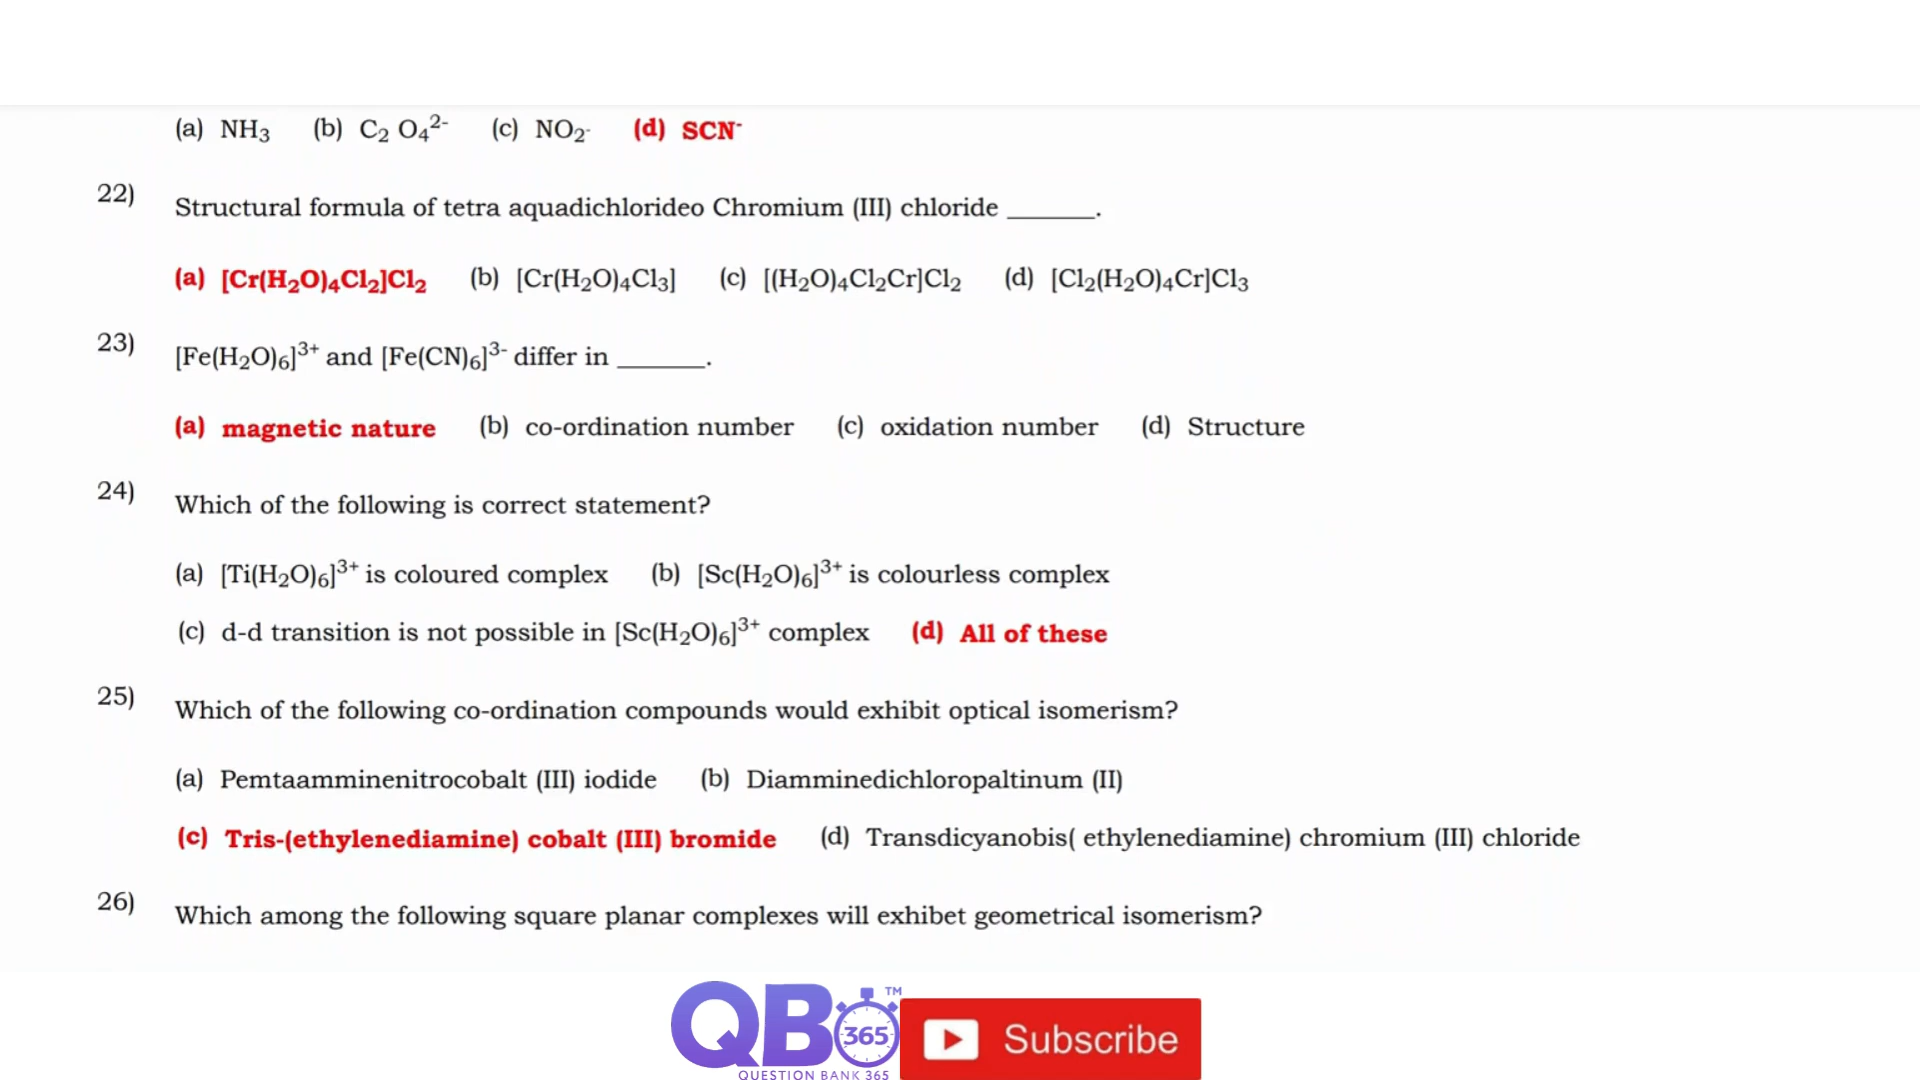 (a) NH₃ (b) C₂ O₄²⁻ (c) NO₂⁻ (d) SCN⁻
22) Structural formula of tetra aquadichlorideo Chromium (III) chloride _______.
(a) [Cr(H₂O)₄Cl₂]Cl₂ (b) [Cr(H₂O)₄Cl₃] (c) [(H₂O)₄Cl₂Cr]Cl₂ (d) [Cl₂(H₂O)₄Cr]Cl₃
23) [Fe(H₂O)₆]³⁺ and [Fe(CN)₆]³⁻ differ in _______.
(a) magnetic nature (b) co-ordination number (c) oxidation number (d) Structure
24) Which of the following is correct statement?
(a) [Ti(H₂O)₆]³⁺ is coloured complex (b) [Sc(H₂O)₆]³⁺ is colourless complex
(c) d-d transition is not possible in [Sc(H₂O)₆]³⁺ complex (d) All of these
25) Which of the following co-ordination compounds would exhibit optical isomerism?
(a) Pemtaamminenitrocobalt (III) iodide (b) Diamminedichloropaltinum (II)
(c) Tris-(ethylenediamine) cobalt (III) bromide (d) Transdicyanobis( ethylenediamine) chromium (III) chloride
26) Which among the following square planar complexes will exhibet geometrical isomerism?
QB 365 ™
QUESTION BANK 365
Subscribe